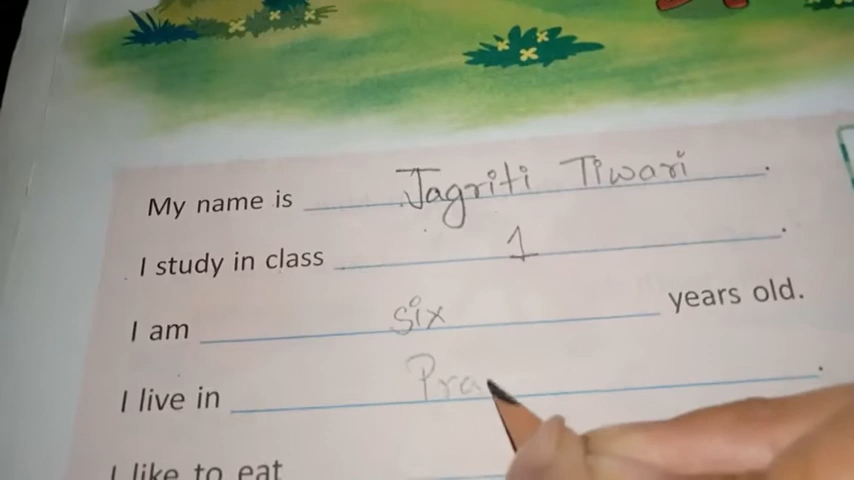 My name is Jagriti Tiwari.
I study in class 1.
I am six years old.
I live in Pra.
I like to eat